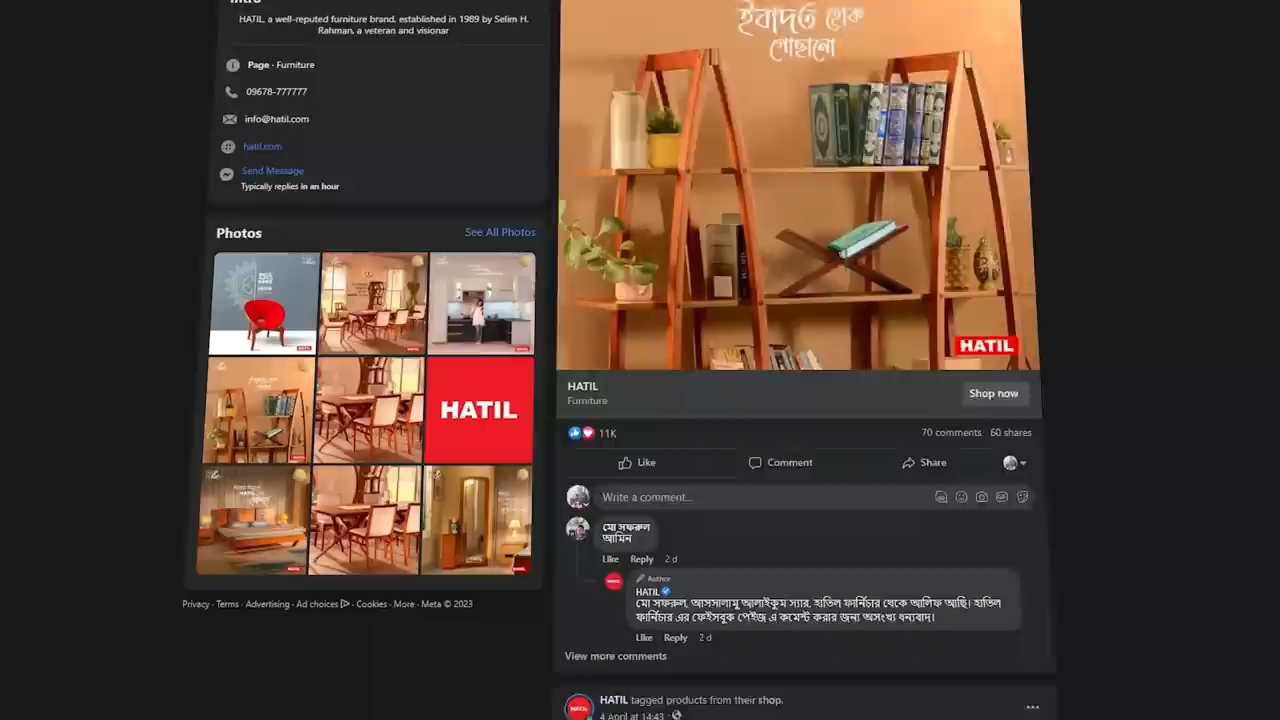 Intro
HATIL, a well-reputed furniture brand, established in 1989 by Selim H.
Rahman, a veteran and visionar
Page · Furniture
09678-777777
info@hatil.com
hatil.com
Send Message
Typically replies in an hour
Photos
See All Photos
HATIL
Privacy · Terms · Advertising · Ad choices · Cookies · More · Meta © 2023
ইবাদত হোক
গোছানো
HATIL
HATIL
Furniture
Shop now
11K
70 comments 60 shares
Like
Comment
Share
Write a comment...
মো সফরুল
আমিন
Like Reply 2 d
Author
HATIL
মো সফরুল, আসসালামু আলাইকুম স্যার, হাতিল ফার্নিচার থেকে আলিফ আছি। হাতিল
ফার্নিচার এর ফেইসবুক পেইজ এ কমেন্ট করার জন্য অসংখ্য ধন্যবাদ।
Like Reply 2 d
View more comments
HATIL tagged products from their shop.
4 April at 14:43